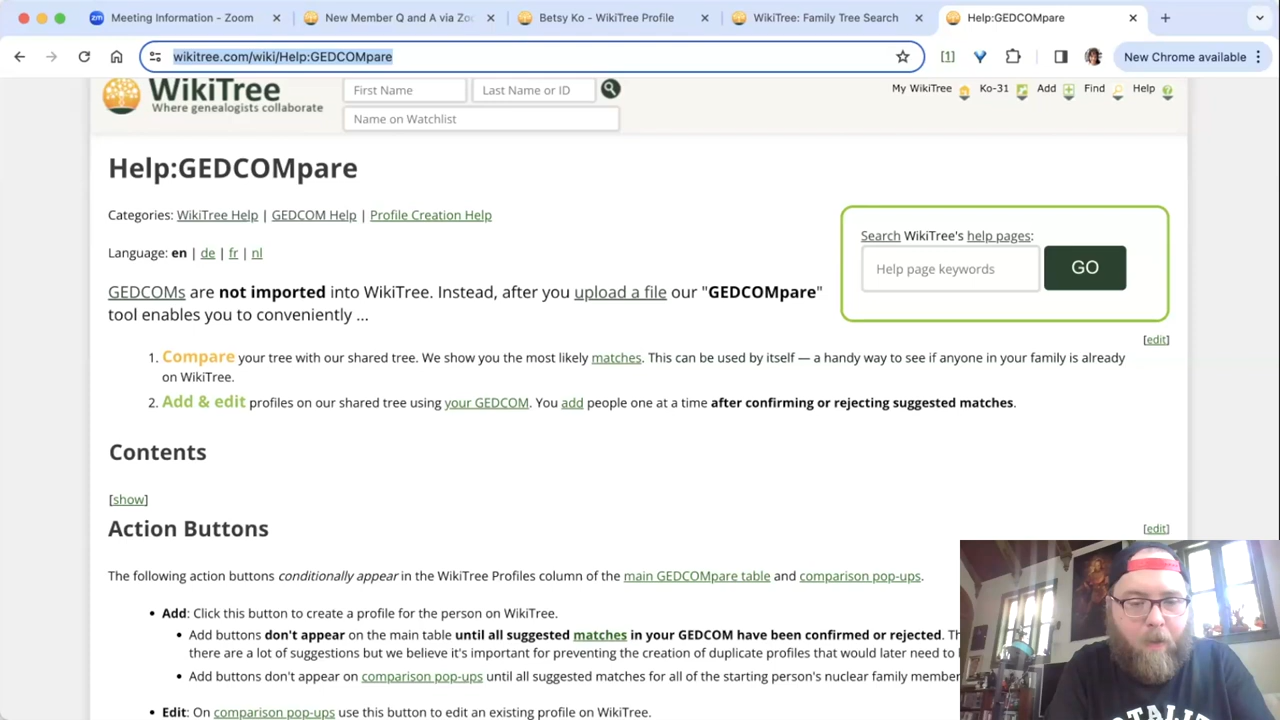 Meeting Information - Zoom
New Member Q and A via Zo
Betsy Ko - WikiTree Profile
WikiTree: Family Tree Search
Help:GEDCOMpare
wikitree.com/wiki/Help:GEDCOMpare
New Chrome available
WikiTree
Where genealogists collaborate
First Name
Last Name or ID
Name on Watchlist
My WikiTree Ko-31 Add Find Help
Help:GEDCOMpare
Categories: WikiTree Help | GEDCOM Help | Profile Creation Help
Language: en | de | fr | nl
Search WikiTree's help pages:
Help page keywords
GO
GEDCOMs are not imported into WikiTree. Instead, after you upload a file our "GEDCOMpare"
tool enables you to conveniently ...
[edit]
1. Compare your tree with our shared tree. We show you the most likely matches. This can be used by itself — a handy way to see if anyone in your family is already
on WikiTree.
2. Add & edit profiles on our shared tree using your GEDCOM. You add people one at a time after confirming or rejecting suggested matches.
Contents
[show]
Action Buttons
[edit]
The following action buttons conditionally appear in the WikiTree Profiles column of the main GEDCOMpare table and comparison pop-ups.
• Add: Click this button to create a profile for the person on WikiTree.
• Add buttons don't appear on the main table until all suggested matches in your GEDCOM have been confirmed or rejected.
there are a lot of suggestions but we believe it's important for preventing the creation of duplicate profiles that would later need to
• Add buttons don't appear on comparison pop-ups until all suggested matches for all of the starting person's nuclear family member
• Edit: On comparison pop-ups use this button to edit an existing profile on WikiTree.